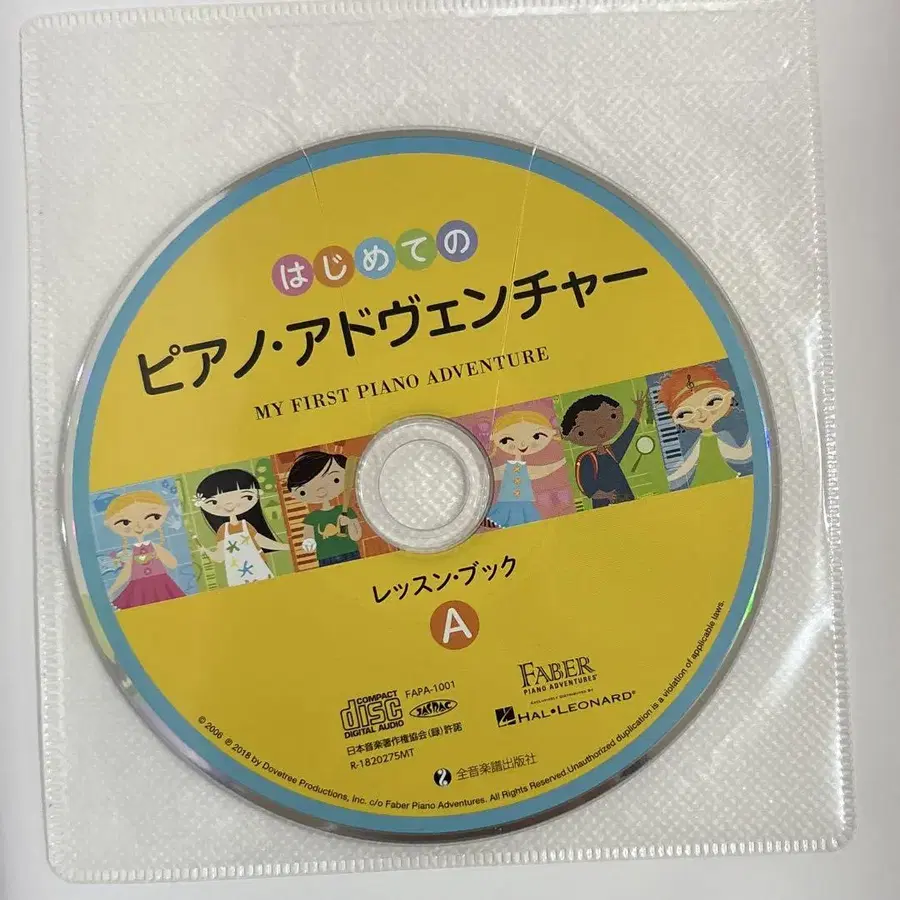 はじめての
ピアノ・アドヴェンチャー
MY FIRST PIANO ADVENTURE
レッスン・ブック
A
COMPACT
disc
DIGITAL AUDIO
FAPA-1001
JASRAC
日本音楽著作権協会(録)許諾
R-1820275MT
FABER
PIANO ADVENTURES®
EXCLUSIVELY DISTRIBUTED BY
HAL•LEONARD®
全音楽譜出版社
© 2006 ℗ 2018 by Dovetree Productions, Inc. c/o Faber Piano Adventures. All Rights Reserved.Unauthorized duplication is a violation of applicable laws.